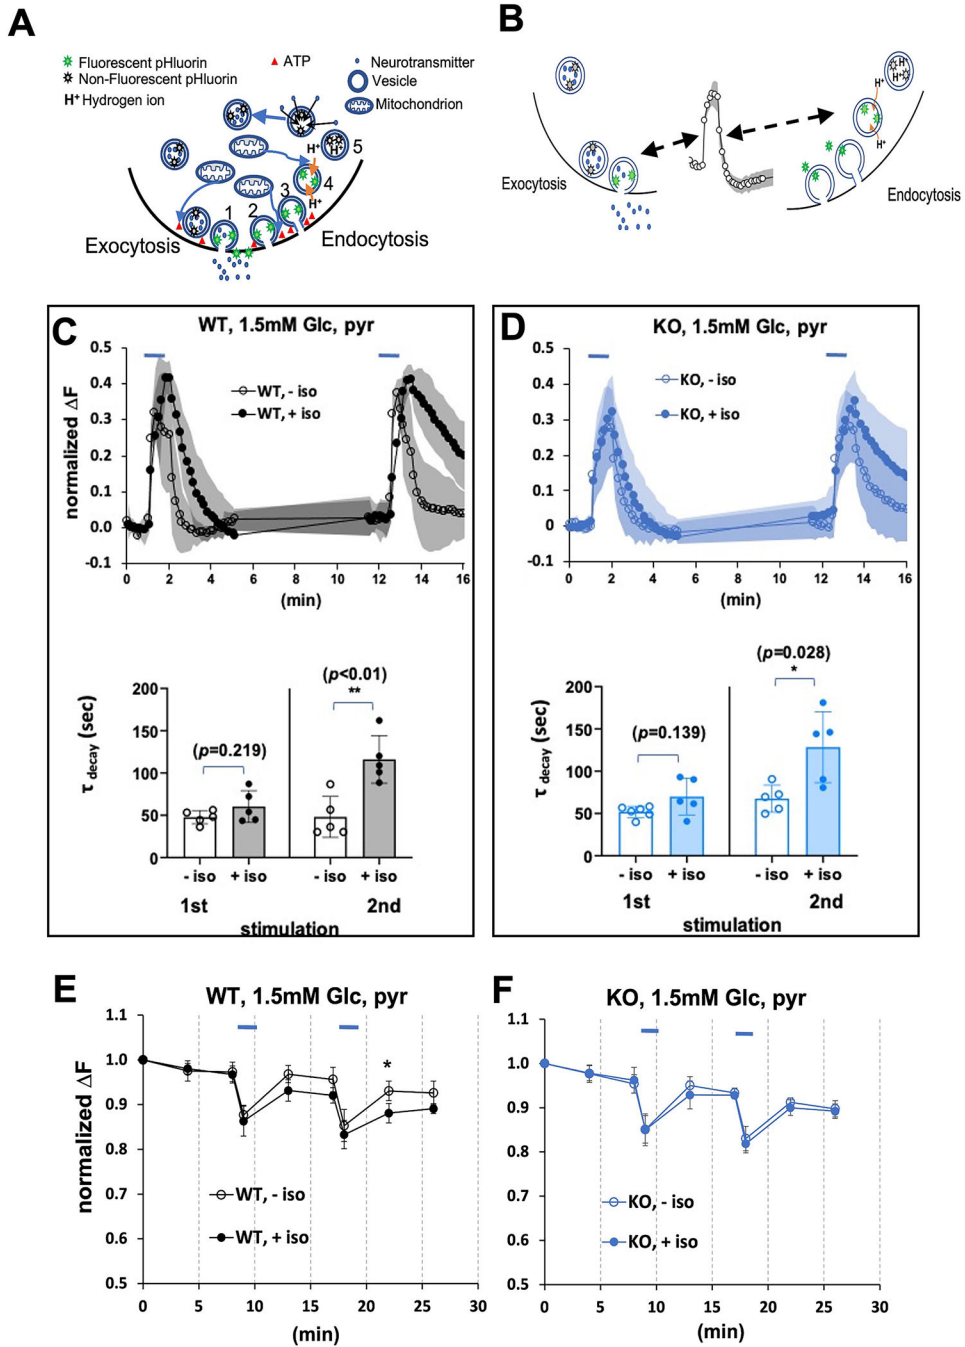 A
B
Fluorescent pHluorin
ATP
Neurotransmitter
Non-Fluorescent pHluorin
Vesicle
H+ Hydrogen ion
Mitochondrion
5
H+
H+
H+
H+
4
H+
3
2
1
Exocytosis
Endocytosis
H+
H+
H+
H+
H+
Exocytosis
Endocytosis
C
WT, 1.5mM Glc, pyr
normalized ΔF
0.5
0.4
0.3
0.2
0.1
0.0
-0.1
WT, - iso
WT, + iso
0 2 4 6 8 10 12 14 16
(min)
(p<0.01)
**
(p=0.219)
τ decay (sec)
200
150
100
50
0
- iso + iso - iso + iso
1st 2nd
stimulation
D
KO, 1.5mM Glc, pyr
0.5
0.4
0.3
0.2
0.1
0
-0.1
KO, - iso
KO, + iso
0 2 4 6 8 10 12 14 16
(min)
(p=0.028)
*
(p=0.139)
τ decay (sec)
200
150
100
50
0
- iso + iso - iso + iso
1st 2nd
stimulation
E
WT, 1.5mM Glc, pyr
normalized ΔF
1.1
1.0
0.9
0.8
0.7
0.6
0.5
*
WT, - iso
WT, + iso
0 5 10 15 20 25 30
(min)
F
KO, 1.5mM Glc, pyr
1.1
1.0
0.9
0.8
0.7
0.6
0.5
KO, - iso
KO, + iso
0 5 10 15 20 25 30
(min)